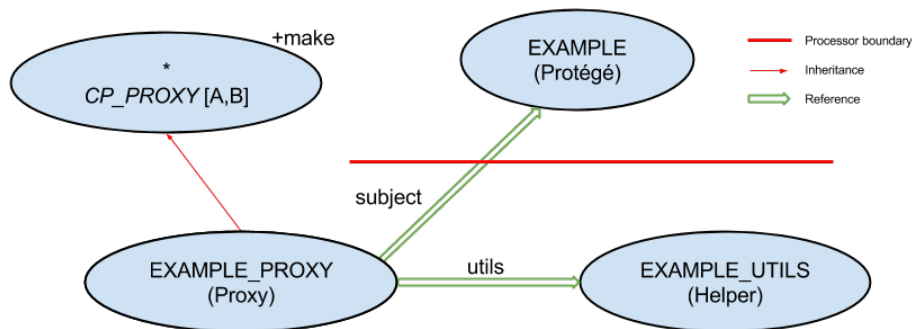 +make
*
CP_PROXY [A,B]
EXAMPLE
(Protégé)
Processor boundary
Inheritance
Reference
subject
EXAMPLE_PROXY
(Proxy)
utils
EXAMPLE_UTILS
(Helper)